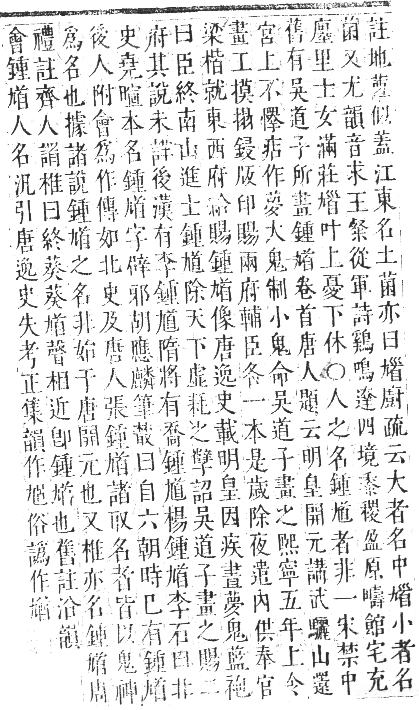 註地蕈似蓋江東名土菌亦曰馗廚疏云大者名中馗小者名
菌又尤韻音求王粲從軍詩鷄鳴達四境黍稷盈原疇館宅充
廛里士女滿莊馗叶上憂下休○人之名鍾馗者非一宋禁中
舊有吳道子所畫鍾馗卷首唐人題云明皇開元講武驪山還
宮上不懌痁作夢大鬼制小鬼命吳道子畫之熙寧五年上令
畫工摸搨鋟版印賜兩府輔臣各一本是歲除夜遣內供奉官
梁楷就東西府給賜鍾馗像唐逸史載明皇因疾晝夢鬼藍袍
曰臣終南山進士鍾馗除天下虛耗之孽詔吳道子畫之賜二
府其說未詳後漢有李鍾馗隋將有喬鍾馗楊鍾馗李石曰北
史堯暄本名鍾馗字辟邪胡應麟筆叢曰自六朝時已有鍾馗
後人附會爲作傳如北史及唐人張鍾馗諸取名者皆以鬼神
爲名也據諸說鍾馗之名非始于唐開元也又椎亦名鍾馗周
禮註齊人謂椎曰終葵葵馗聲相近卽鍾馗也舊註沿韻
會鍾馗人名汎引唐逸史失考正集韻作尯俗譌作馗